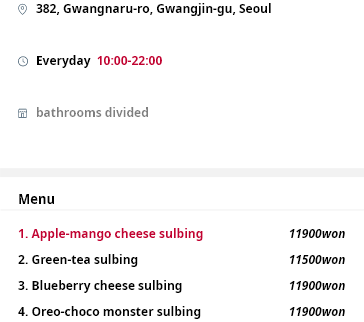 382, Gwangnaru-ro, Gwangjin-gu, Seoul
Everyday 10:00-22:00
bathrooms divided
Menu
1. Apple-mango cheese sulbing 11900won
2. Green-tea sulbing 11500won
3. Blueberry cheese sulbing 11900won
4. Oreo-choco monster sulbing 11900won